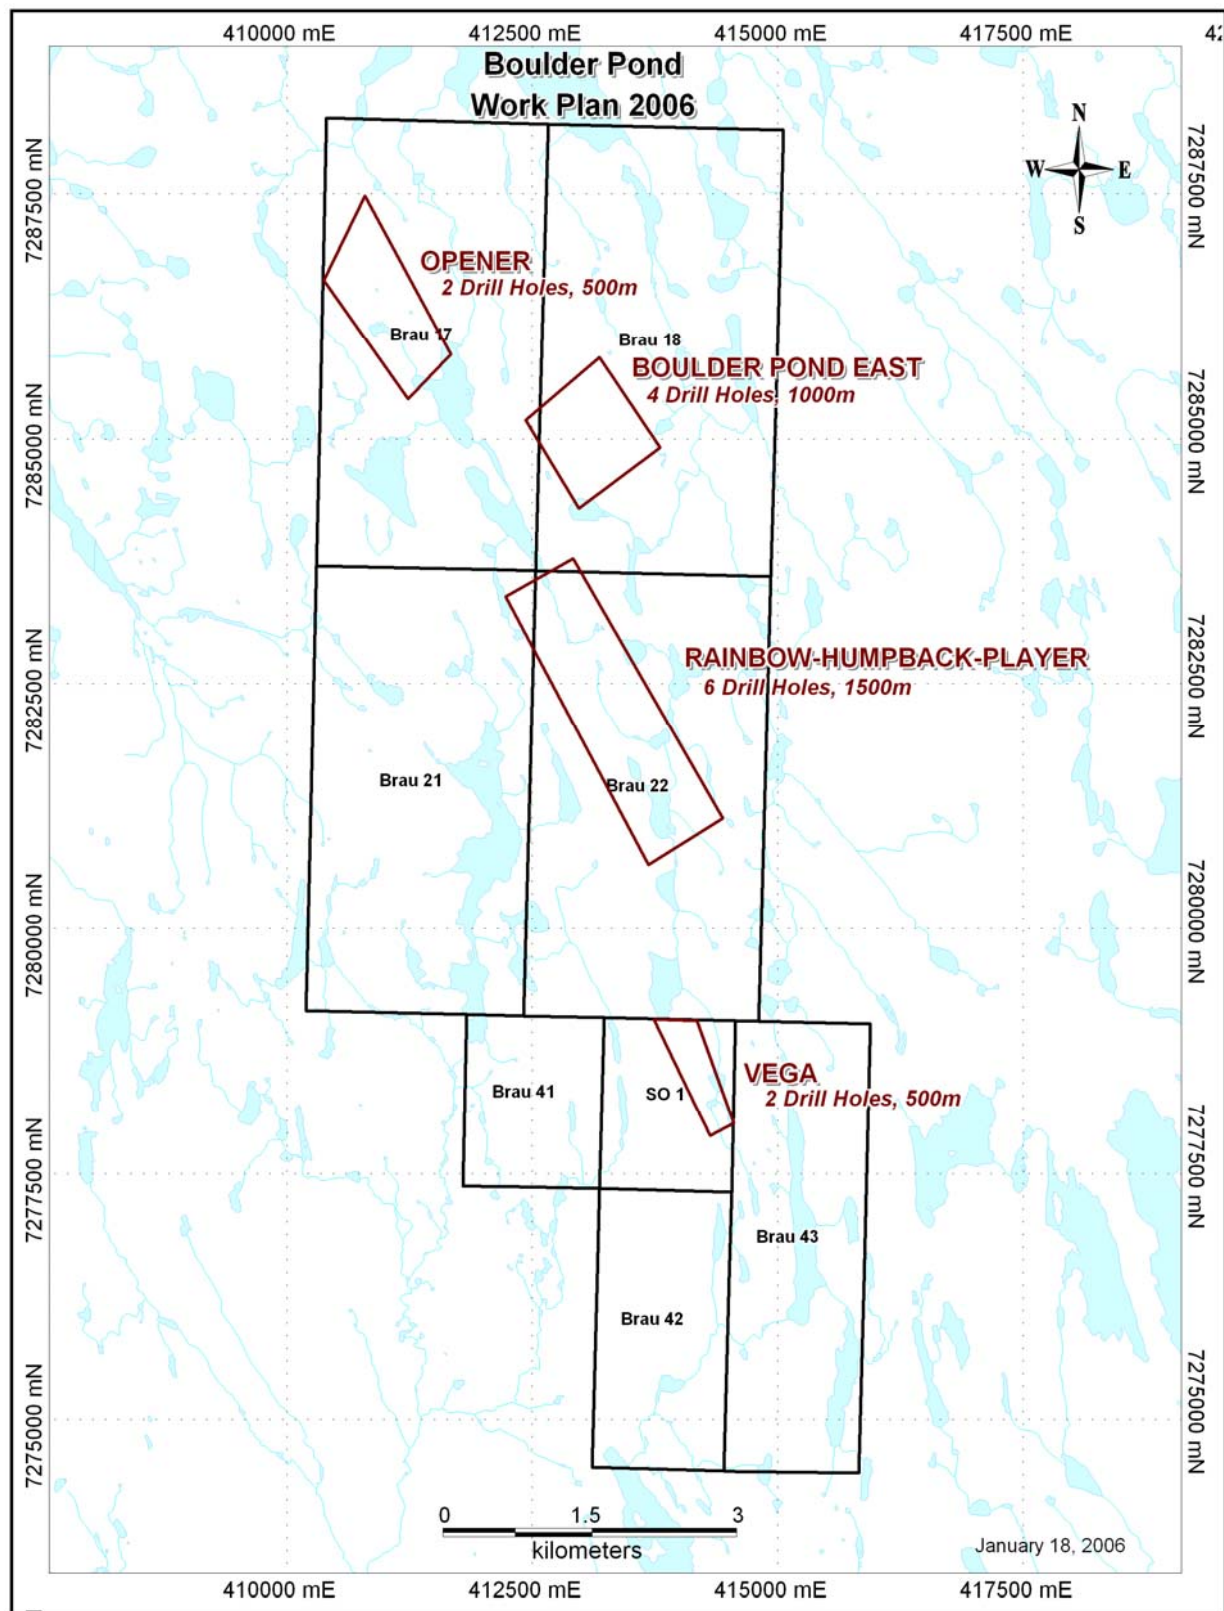 410000 mE
412500 mE
415000 mE
417500 mE
Boulder Pond
Work Plan 2006
N
W
E
S
7287500 mN
7287500 mN
OPENER
2 Drill Holes, 500m
Brau 17
Brau 18
BOULDER POND EAST
4 Drill Holes, 1000m
7285000 mN
7285000 mN
RAINBOW-HUMPBACK-PLAYER
6 Drill Holes, 1500m
7282500 mN
7282500 mN
Brau 21
Brau 22
7280000 mN
7280000 mN
VEGA
2 Drill Holes, 500m
Brau 41
SO 1
7277500 mN
7277500 mN
Brau 43
Brau 42
7275000 mN
7275000 mN
0
1.5
3
kilometers
January 18, 2006
410000 mE
412500 mE
415000 mE
417500 mE